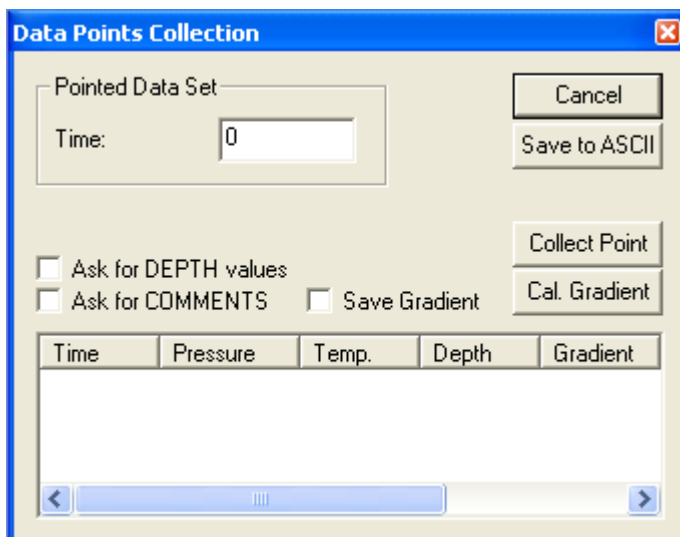 Data Points Collection
Pointed Data Set
Time: 0
Cancel
Save to ASCII
Collect Point
Cal. Gradient
Ask for DEPTH values
Ask for COMMENTS Save Gradient
Time Pressure Temp. Depth Gradient